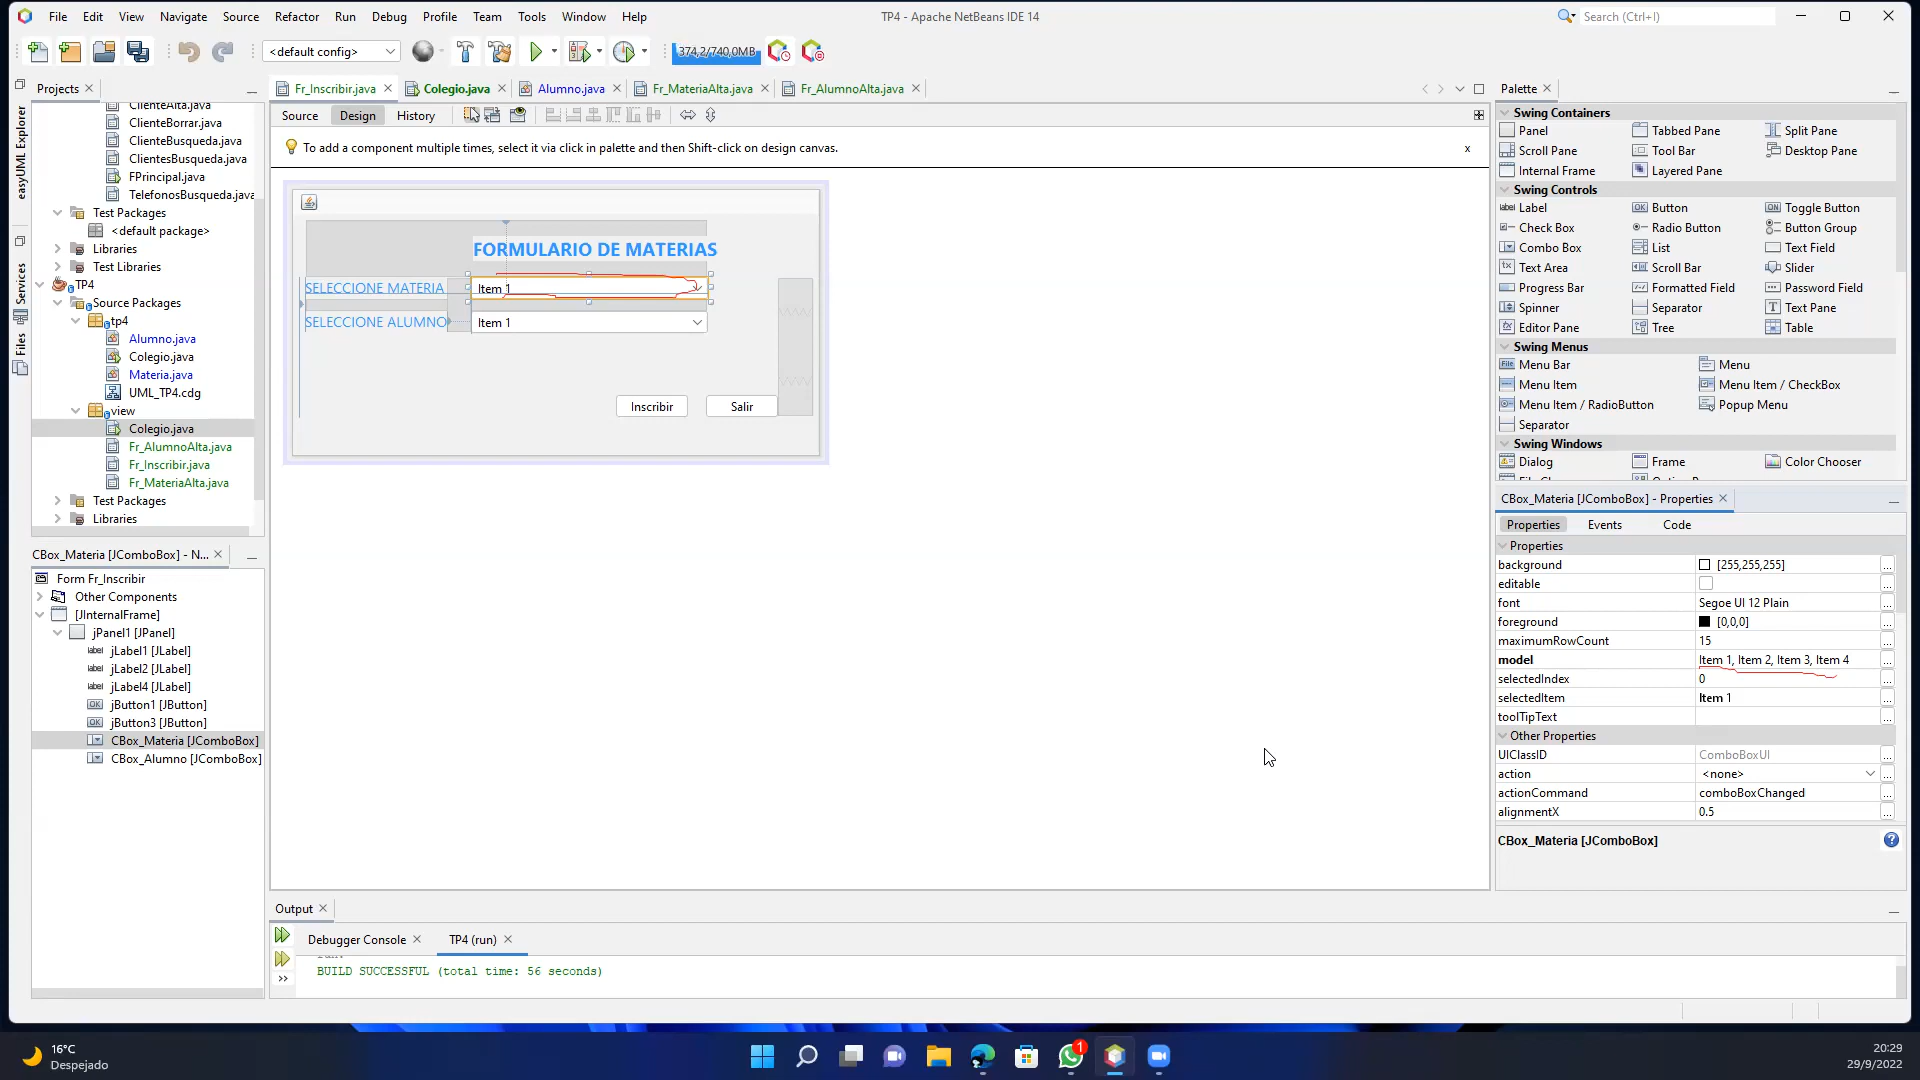 File Edit View Navigate Source Refactor Run Debug Profile Team Tools Window Help
TP4 - Apache NetBeans IDE 14
Search (Ctrl+I)
<default config>
374,2/740,0MB
Projects
Fr_Inscribir.java
Colegio.java
Alumno.java
Fr_MateriaAlta.java
Fr_AlumnoAlta.java
Palette
Source Design History
To add a component multiple times, select it via click in palette and then Shift-click on design canvas.
x
easyUML Explorer
Services
Files
ClienteAlta.java
ClienteBorrar.java
ClienteBusqueda.java
ClientesBusqueda.java
FPrincipal.java
TelefonosBusqueda.java
Test Packages
<default package>
Libraries
Test Libraries
TP4
Source Packages
tp4
Alumno.java
Colegio.java
Materia.java
UML_TP4.cdg
view
Colegio.java
Fr_AlumnoAlta.java
Fr_Inscribir.java
Fr_MateriaAlta.java
Test Packages
Libraries
FORMULARIO DE MATERIAS
SELECCIONE MATERIA
Item 1
SELECCIONE ALUMNO
Item 1
Inscribir
Salir
Swing Containers
Panel Tabbed Pane Split Pane
Scroll Pane Tool Bar Desktop Pane
Internal Frame Layered Pane
Swing Controls
Label Button Toggle Button
Check Box Radio Button Button Group
Combo Box List Text Field
Text Area Scroll Bar Slider
Progress Bar Formatted Field Password Field
Spinner Separator Text Pane
Editor Pane Tree Table
Swing Menus
Menu Bar Menu
Menu Item Menu Item / CheckBox
Menu Item / RadioButton Popup Menu
Separator
Swing Windows
Dialog Frame Color Chooser
CBox_Materia [JComboBox] - Properties
Properties Events Code
Properties
background [255,255,255]
editable
font Segoe UI 12 Plain
foreground [0,0,0]
maximumRowCount 15
model Item 1, Item 2, Item 3, Item 4
selectedIndex 0
selectedItem Item 1
toolTipText
Other Properties
UIClassID ComboBoxUI
action <none>
actionCommand comboBoxChanged
alignmentX 0.5
CBox_Materia [JComboBox]
CBox_Materia [JComboBox] - N...
Form Fr_Inscribir
Other Components
[JInternalFrame]
jPanel1 [JPanel]
jLabel1 [JLabel]
jLabel2 [JLabel]
jLabel4 [JLabel]
jButton1 [JButton]
jButton3 [JButton]
CBox_Materia [JComboBox]
CBox_Alumno [JComboBox]
Output
Debugger Console
TP4 (run)
BUILD SUCCESSFUL (total time: 56 seconds)
16°C
Despejado
1
20:29
29/9/2022